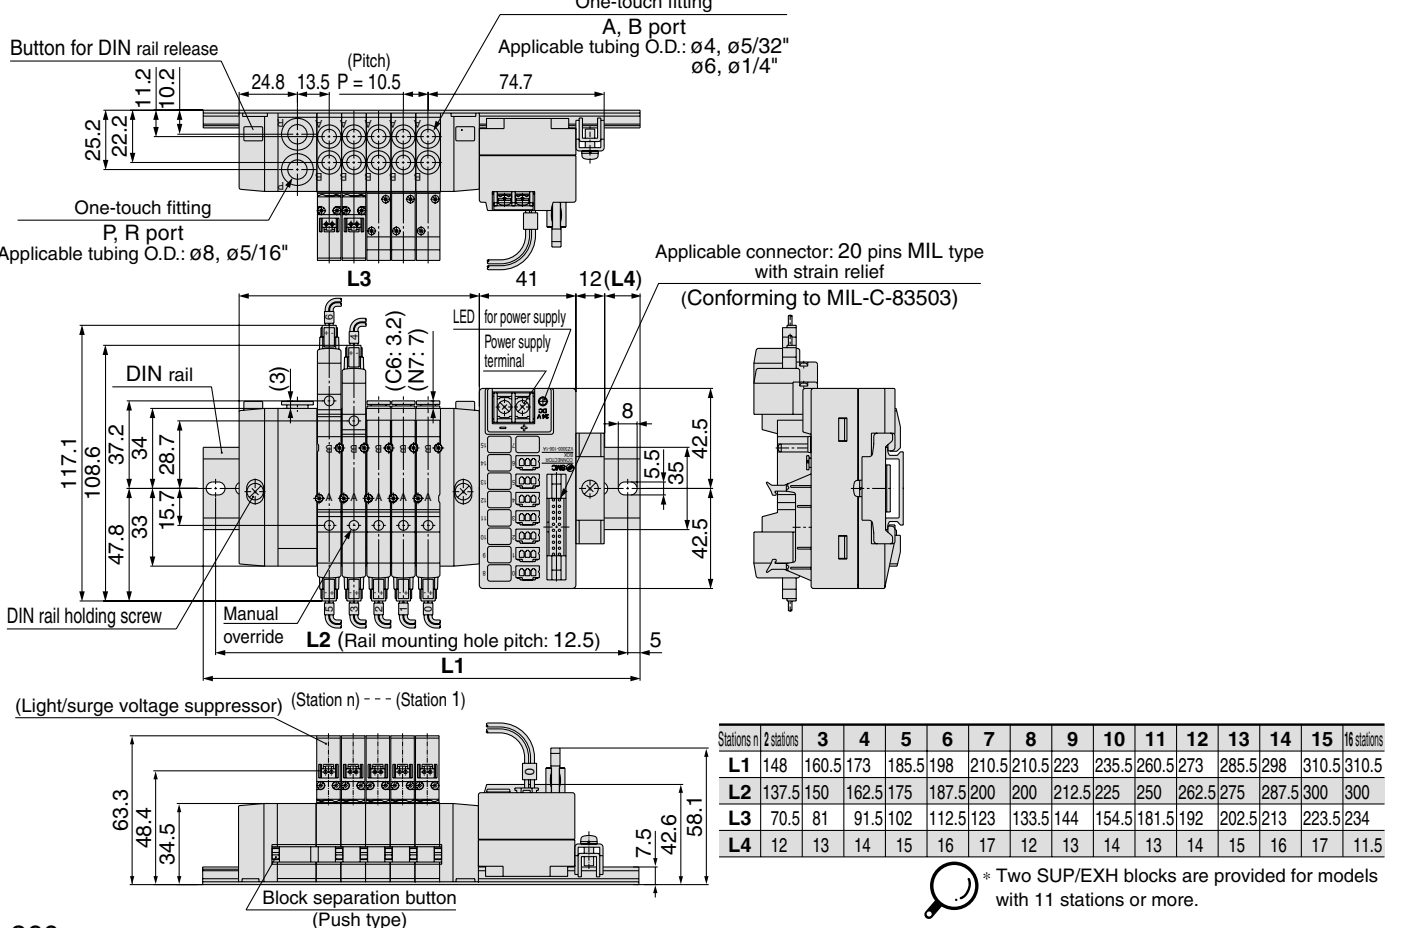 One-touch fitting
A, B port
Applicable tubing O.D.: ø4, ø5/32"
ø6, ø1/4"
Button for DIN rail release
(Pitch)
24.8 13.5 P = 10.5 74.7
11.2
10.2
25.2
22.2
One-touch fitting
P, R port
Applicable tubing O.D.: ø8, ø5/16"
Applicable connector: 20 pins MIL type
with strain relief
(Conforming to MIL-C-83503)
L3 41 12 (L4)
LED for power supply
Power supply
terminal
(C6: 3.2)
(N7: 7)
(3)
DIN rail
117.1
108.6
37.2
34
28.7
15.7
33
47.8
8
5.5
35
42.5
42.5
DIN rail holding screw
Manual
override
L2 (Rail mounting hole pitch: 12.5) 5
L1
(Light/surge voltage suppressor)
(Station n) - - - (Station 1)
63.3
48.4
34.5
7.5
42.6
58.1
Block separation button
(Push type)
Stations n 2 stations 3 4 5 6 7 8 9 10 11 12 13 14 15 16 stations
L1 148 160.5 173 185.5 198 210.5 210.5 223 235.5 260.5 273 285.5 298 310.5 310.5
L2 137.5 150 162.5 175 187.5 200 200 212.5 225 250 262.5 275 287.5 300 300
L3 70.5 81 91.5 102 112.5 123 133.5 144 154.5 181.5 192 202.5 213 223.5 234
L4 12 13 14 15 16 17 12 13 14 13 14 15 16 17 11.5
* Two SUP/EXH blocks are provided for models
with 11 stations or more.